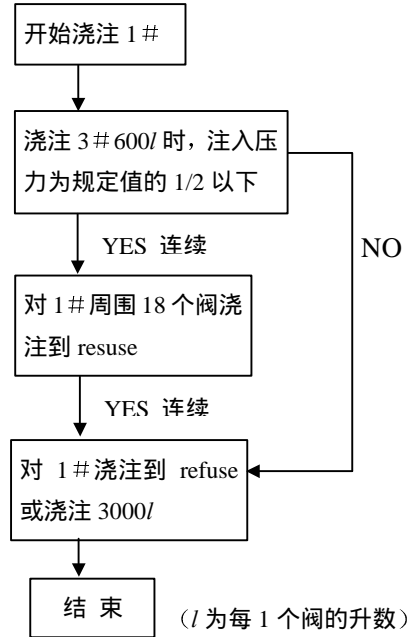 开始浇注 1＃
浇注 3＃600l 时，注入压
力为规定值的 1/2 以下
YES 连续
NO
对 1＃周围 18 个阀浇
注到 resuse
YES 连续
对 1＃浇注到 refuse
或浇注 3000l
结 束
（l 为每 1 个阀的升数）